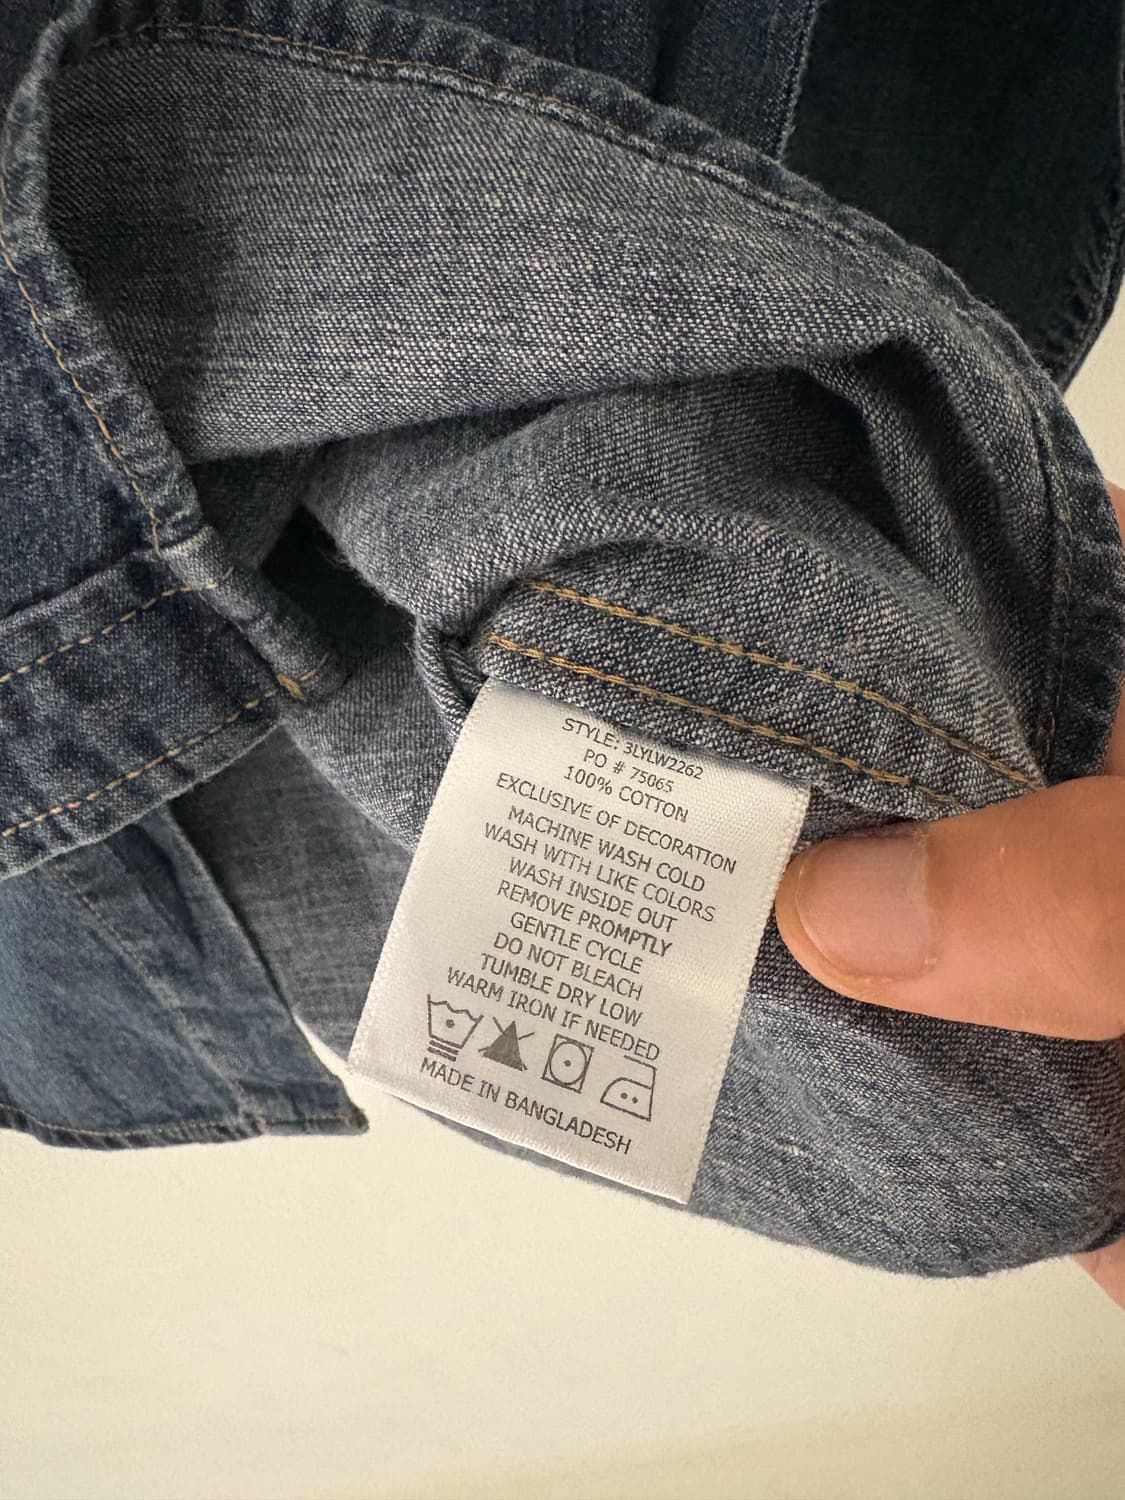 STYLE: 3LYLW2262
PO # 75065
100% COTTON
EXCLUSIVE OF DECORATION
MACHINE WASH COLD
WASH WITH LIKE COLORS
WASH INSIDE OUT
REMOVE PROMPTLY
GENTLE CYCLE
DO NOT BLEACH
TUMBLE DRY LOW
WARM IRON IF NEEDED
MADE IN BANGLADESH